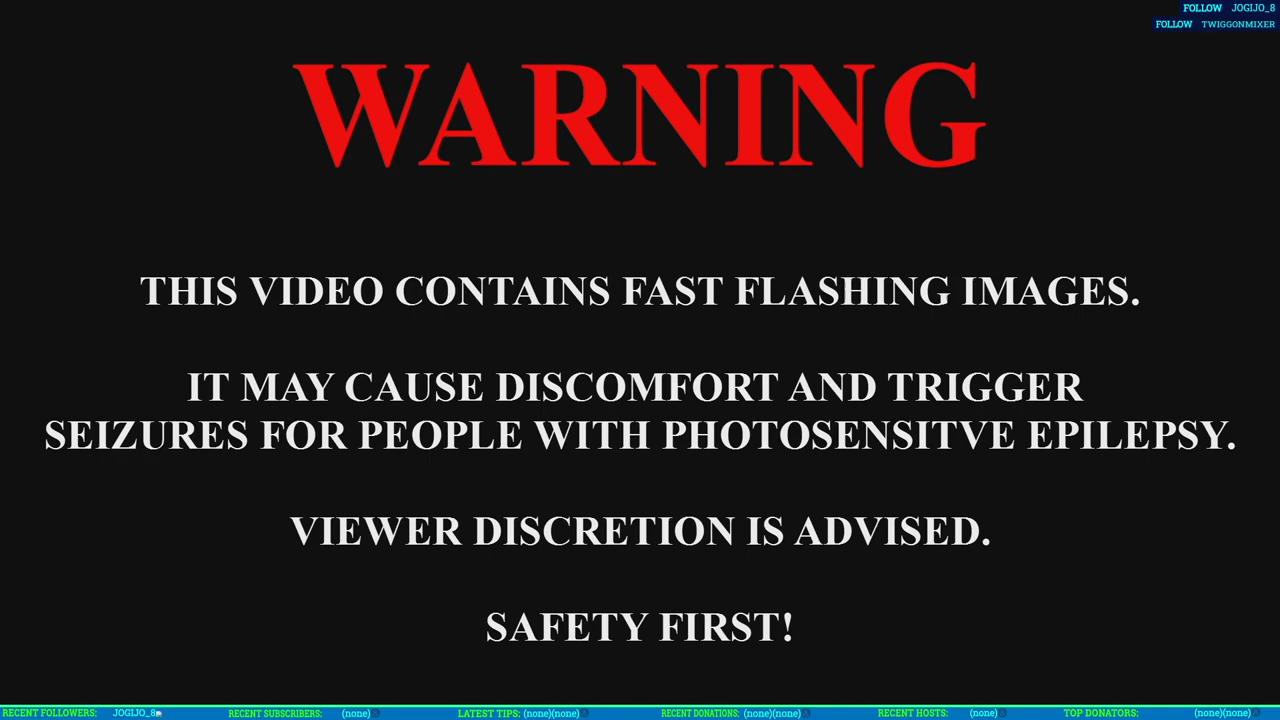 FOLLOW JOGIJO_8
FOLLOW TWIGGONMIXER
WARNING
THIS VIDEO CONTAINS FAST FLASHING IMAGES.
IT MAY CAUSE DISCOMFORT AND TRIGGER
SEIZURES FOR PEOPLE WITH PHOTOSENSITVE EPILEPSY.
VIEWER DISCRETION IS ADVISED.
SAFETY FIRST!
RECENT FOLLOWERS: JOGIJO_8 RECENT SUBSCRIBERS: (none) LATEST TIPS: (none)(none) RECENT DONATIONS: (none)(none) RECENT HOSTS: (none) TOP DONATORS: (none)(none)